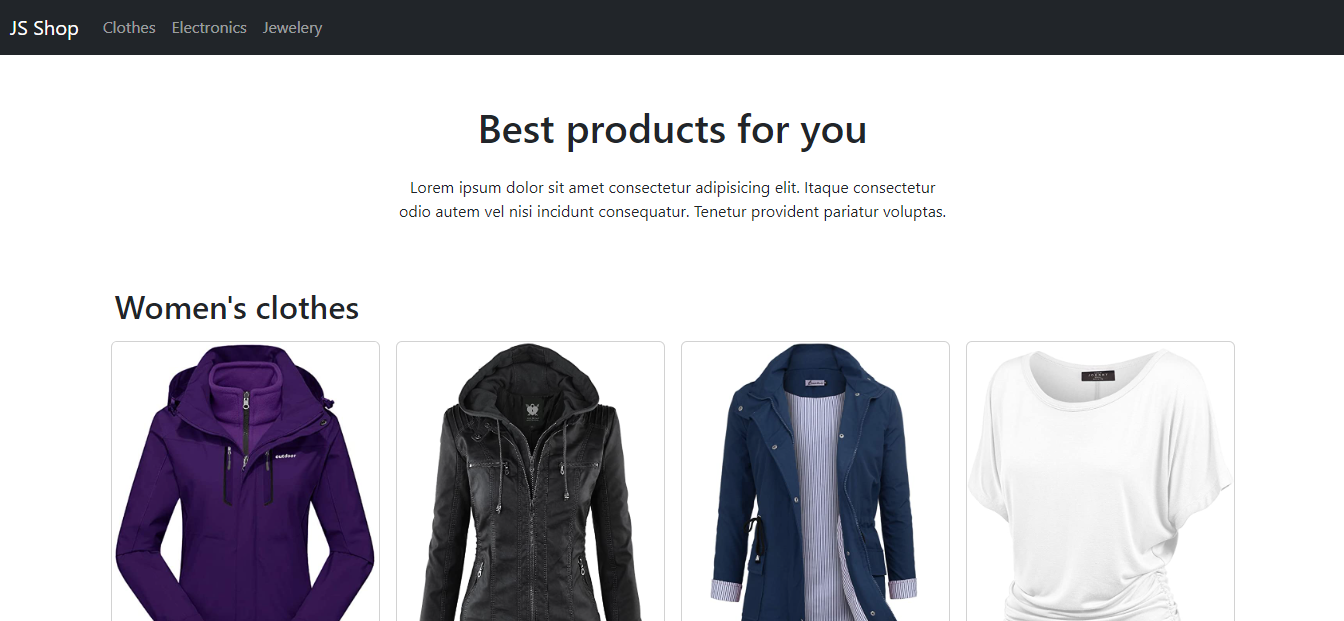 JS Shop Clothes Electronics Jewelery
Best products for you
Lorem ipsum dolor sit amet consectetur adipisicing elit. Itaque consectetur
odio autem vel nisi incidunt consequatur. Tenetur provident pariatur voluptas.
Women's clothes
outdoor